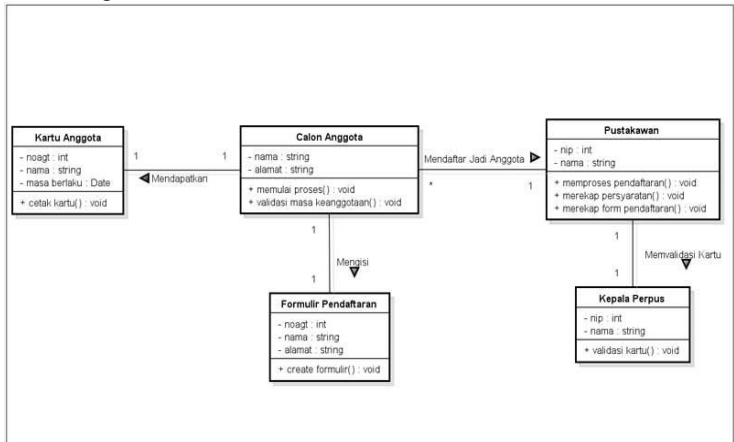 Kartu Anggota
- noagt : int
- nama : string
- masa berlaku : Date
+ cetak kartu() : void
1
1
Mendapatkan
Calon Anggota
- nama : string
- alamat : string
+ memulai proses() : void
+ validasi masa keanggotaan() : void
Mendaftar Jadi Anggota
*
1
Pustakawan
- nip : int
- nama : string
+ memproses pendaftaran() : void
+ merekap persyaratan() : void
+ merekap form pendaftaran() : void
1
Mengisi
1
Formulir Pendaftaran
- noagt : int
- nama : string
- alamat : string
+ create formulir() : void
1
Memvalidasi Kartu
1
Kepala Perpus
- nip : int
- nama : string
+ validasi kartu() : void